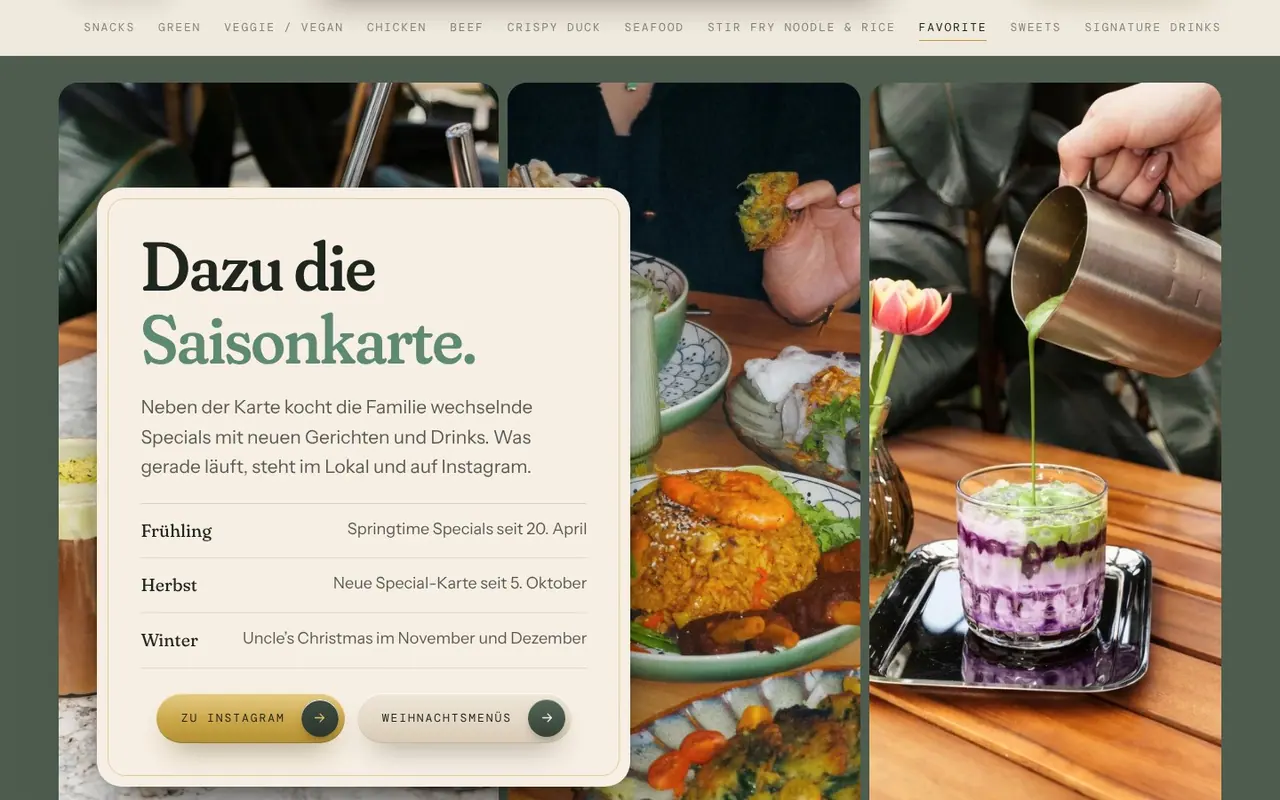 SNACKS GREEN VEGGIE / VEGAN CHICKEN BEEF CRISPY DUCK SEAFOOD STIR FRY NOODLE & RICE FAVORITE SWEETS SIGNATURE DRINKS
Dazu die
Saisonkarte.
Neben der Karte kocht die Familie wechselnde
Specials mit neuen Gerichten und Drinks. Was
gerade läuft, steht im Lokal und auf Instagram.
Frühling Springtime Specials seit 20. April
Herbst Neue Special-Karte seit 5. Oktober
Winter Uncle's Christmas im November und Dezember
ZU INSTAGRAM → WEIHNACHTSMENÜS →